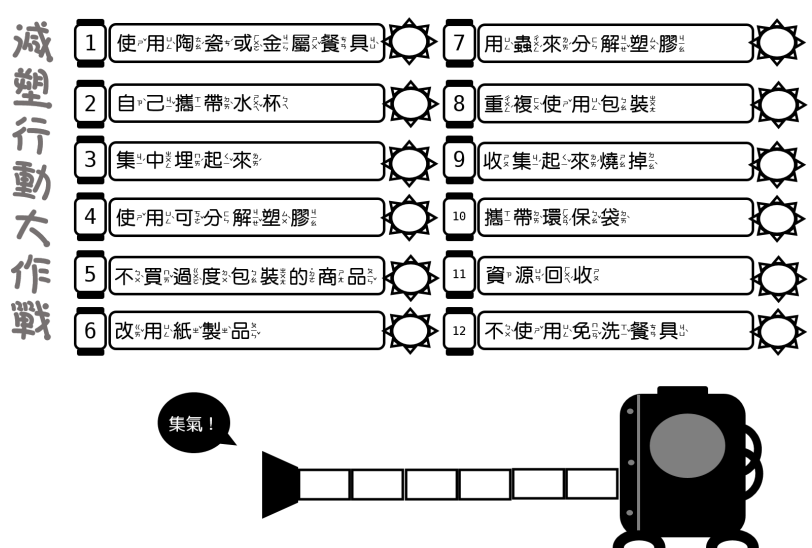 減塑行動大作戰
1 使用陶瓷或金屬餐具
2 自己攜帶水杯
3 集中埋起來
4 使用可分解塑膠
5 不買過度包裝的商品
6 改用紙製品
7 用蟲來分解塑膠
8 重複使用包裝
9 收集起來燒掉
10 攜帶環保袋
11 資源回收
12 不使用免洗餐具
集氣！